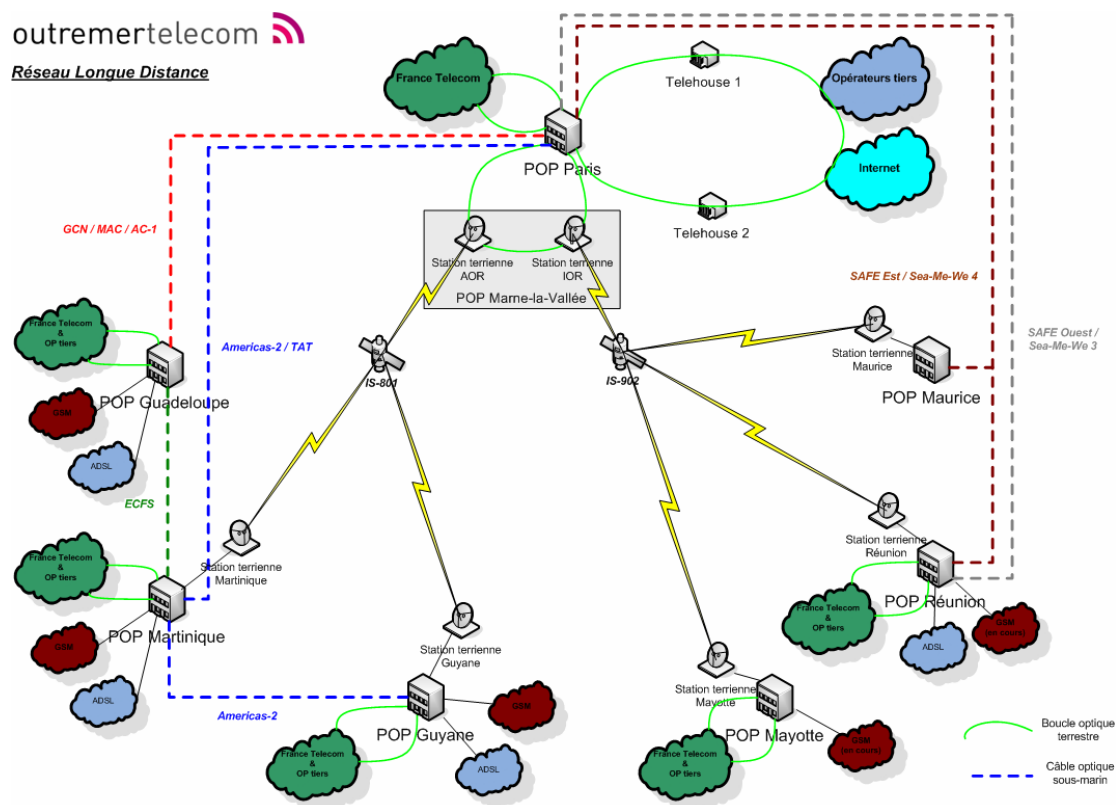 outremertelecom
Réseau Longue Distance
France Telecom
Telehouse 1
Opérateurs tiers
POP Paris
Internet
Telehouse 2
GCN / MAC / AC-1
Station terrienne
AOR
Station terrienne
IOR
POP Marne-la-Vallée
SAFE Est / Sea-Me-We 4
SAFE Ouest /
Sea-Me-We 3
France Telecom
&
OP tiers
Americas-2 / TAT
IS-801
IS-902
Station terrienne
Maurice
POP Maurice
POP Guadeloupe
GSM
ADSL
ECFS
Station terrienne
Martinique
Station terrienne
Réunion
France Telecom
&
OP tiers
POP Martinique
GSM
ADSL
POP Réunion
France Telecom
&
OP tiers
GSM
(en cours)
ADSL
Station terrienne
Guyane
Americas-2
POP Guyane
GSM
France Telecom
&
OP tiers
ADSL
Station terrienne
Mayotte
POP Mayotte
GSM
(en cours)
France Telecom
&
OP tiers
Boucle optique
terrestre
Câble optique
sous-marin